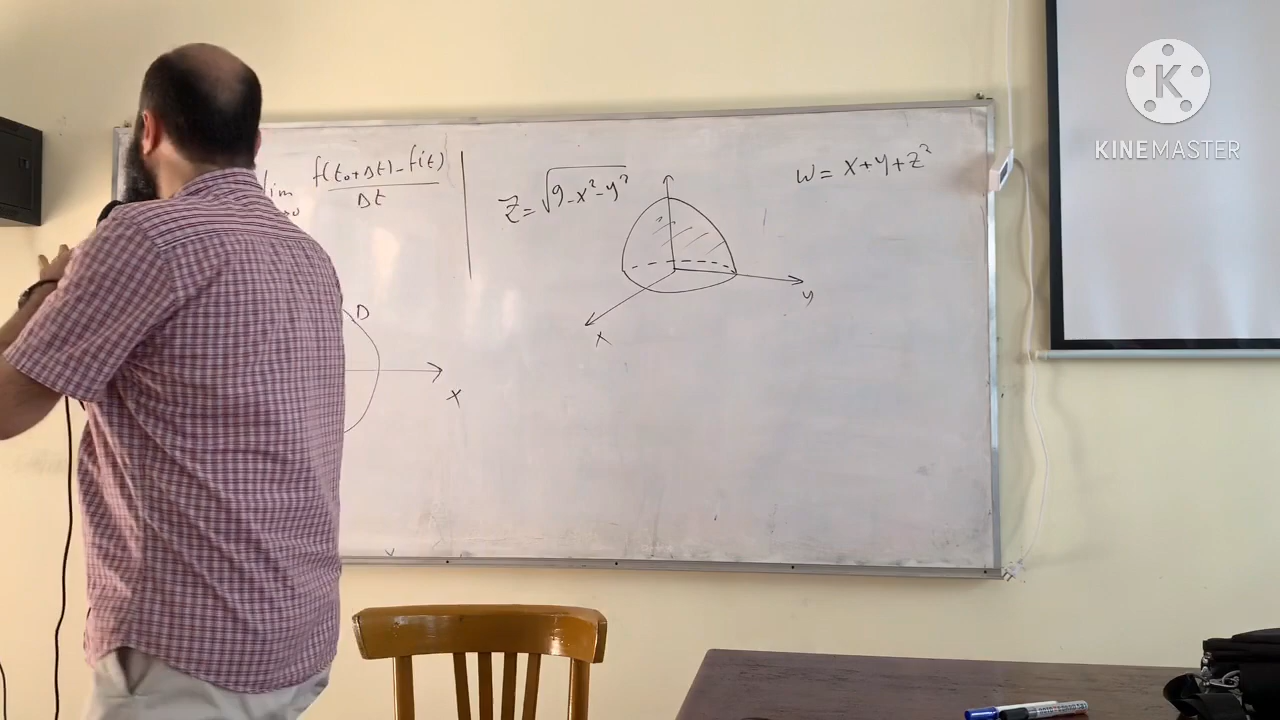 lim f(t₀+Δt)-f(t) / Δt
D
X
Z = √9-x²-y²
y
x
w = x+y+z²
K
KINEMASTER